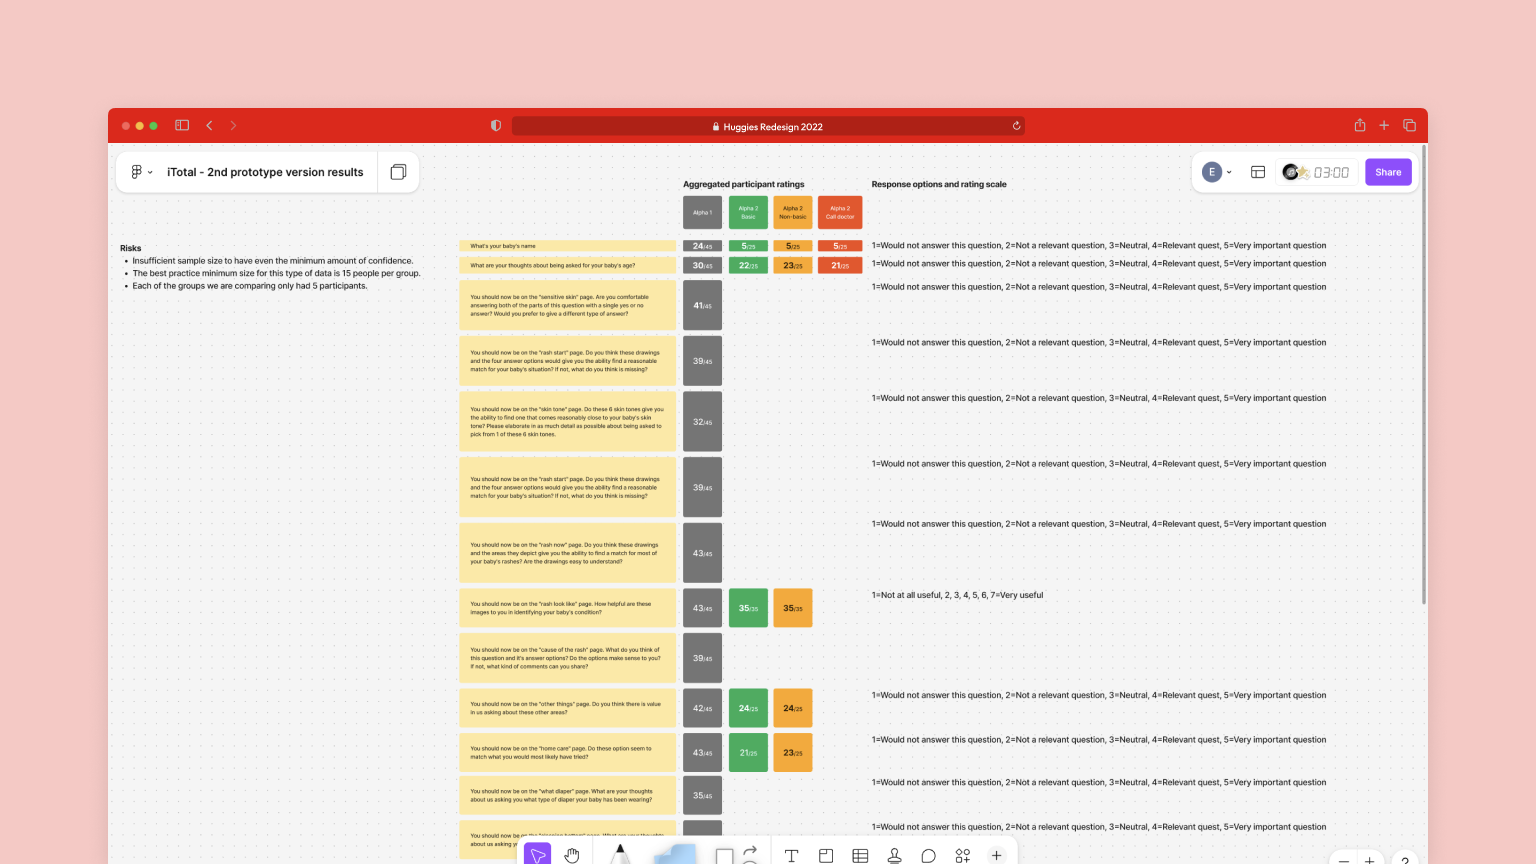 Huggies Redesign 2022
iTotal - 2nd prototype version results
E
03:00
Share
Aggregated participant ratings
Response options and rating scale
Alpha 1
Alpha 2
Basic
Alpha 2
Non-basic
Alpha 2
Call doctor
Risks
• Insufficient sample size to have even the minimum amount of confidence.
• The best practice minimum size for this type of data is 15 people per group.
• Each of the groups we are comparing only had 5 participants.
What's your baby's name
24/45
5/25
5/25
5/25
1=Would not answer this question, 2=Not a relevant question, 3=Neutral, 4=Relevant quest, 5=Very important question
What are your thoughts about being asked for your baby's age?
30/45
22/25
23/25
21/25
1=Would not answer this question, 2=Not a relevant question, 3=Neutral, 4=Relevant quest, 5=Very important question
You should now be on the "sensitive skin" page. Are you comfortable
answering both of the parts of this question with a single yes or no
answer? Would you prefer to give a different type of answer?
41/45
1=Would not answer this question, 2=Not a relevant question, 3=Neutral, 4=Relevant quest, 5=Very important question
You should now be on the "rash start" page. Do you think these drawings
and the four answer options would give you the ability find a reasonable
match for your baby's situation? If not, what do you think is missing?
39/45
1=Would not answer this question, 2=Not a relevant question, 3=Neutral, 4=Relevant quest, 5=Very important question
You should now be on the "skin tone" page. Do these 6 skin tones give you
the ability to find one that comes reasonably close to your baby's skin
tone? Please elaborate in as much detail as possible about being asked to
pick from 1 of these 6 skin tones.
32/45
1=Would not answer this question, 2=Not a relevant question, 3=Neutral, 4=Relevant quest, 5=Very important question
You should now be on the "rash start" page. Do you think these drawings
and the four answer options would give you the ability find a reasonable
match for your baby's situation? If not, what do you think is missing?
39/45
1=Would not answer this question, 2=Not a relevant question, 3=Neutral, 4=Relevant quest, 5=Very important question
You should now be on the "rash now" page. Do you think these drawings
and the areas they depict give you the ability to find a match for most of
your baby's rashes? Are the drawings easy to understand?
43/45
1=Would not answer this question, 2=Not a relevant question, 3=Neutral, 4=Relevant quest, 5=Very important question
You should now be on the "rash look like" page. How helpful are these
images to you in identifying your baby's condition?
43/45
35/35
35/35
1=Not at all useful, 2, 3, 4, 5, 6, 7=Very useful
You should now be on the "cause of the rash" page. What do you think of
this question and it's answer options? Do the options make sense to you?
If not, what kind of comments can you share?
39/45
You should now be on the "other things" page. Do you think there is value
in us asking about these other areas?
42/45
24/25
24/25
1=Would not answer this question, 2=Not a relevant question, 3=Neutral, 4=Relevant quest, 5=Very important question
You should now be on the "home care" page. Do these option seem to
match what you would most likely have tried?
43/45
21/25
23/25
1=Would not answer this question, 2=Not a relevant question, 3=Neutral, 4=Relevant quest, 5=Very important question
You should now be on the "what diaper" page. What are your thoughts
about us asking you what type of diaper your baby has been wearing?
35/45
1=Would not answer this question, 2=Not a relevant question, 3=Neutral, 4=Relevant quest, 5=Very important question
You should now be
about us asking
1=Would not answer this question, 2=Not a relevant question, 3=Neutral, 4=Relevant quest, 5=Very important question